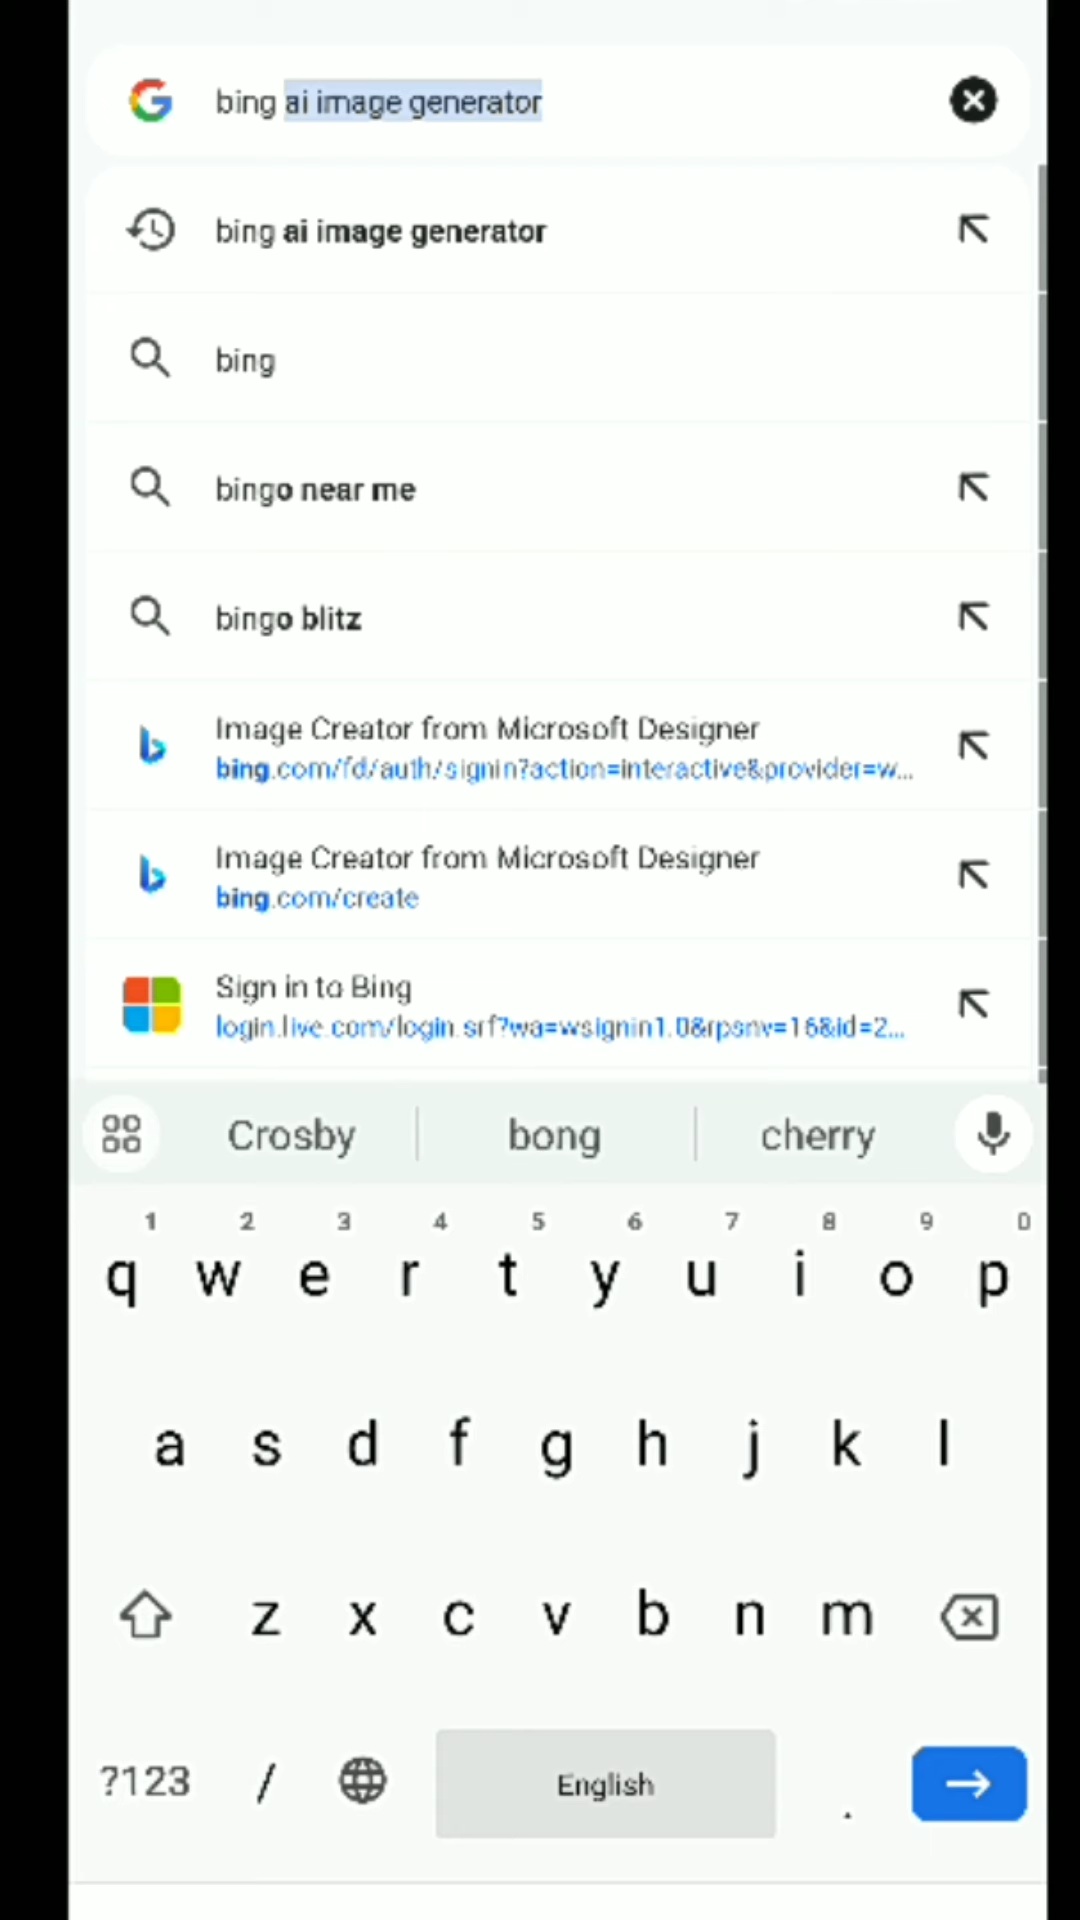 bing ai image generator
bing ai image generator
bing
bingo near me
bingo blitz
Image Creator from Microsoft Designer
bing.com/fd/auth/signin?action=interactive&provider=w...
Image Creator from Microsoft Designer
bing.com/create
Sign in to Bing
login.live.com/login.srf?wa=wsignin1.0&rpsnv=16&id=2...
Crosby bong cherry
1 2 3 4 5 6 7 8 9 0
q w e r t y u i o p
a s d f g h j k l
z x c v b n m
?123 / English .